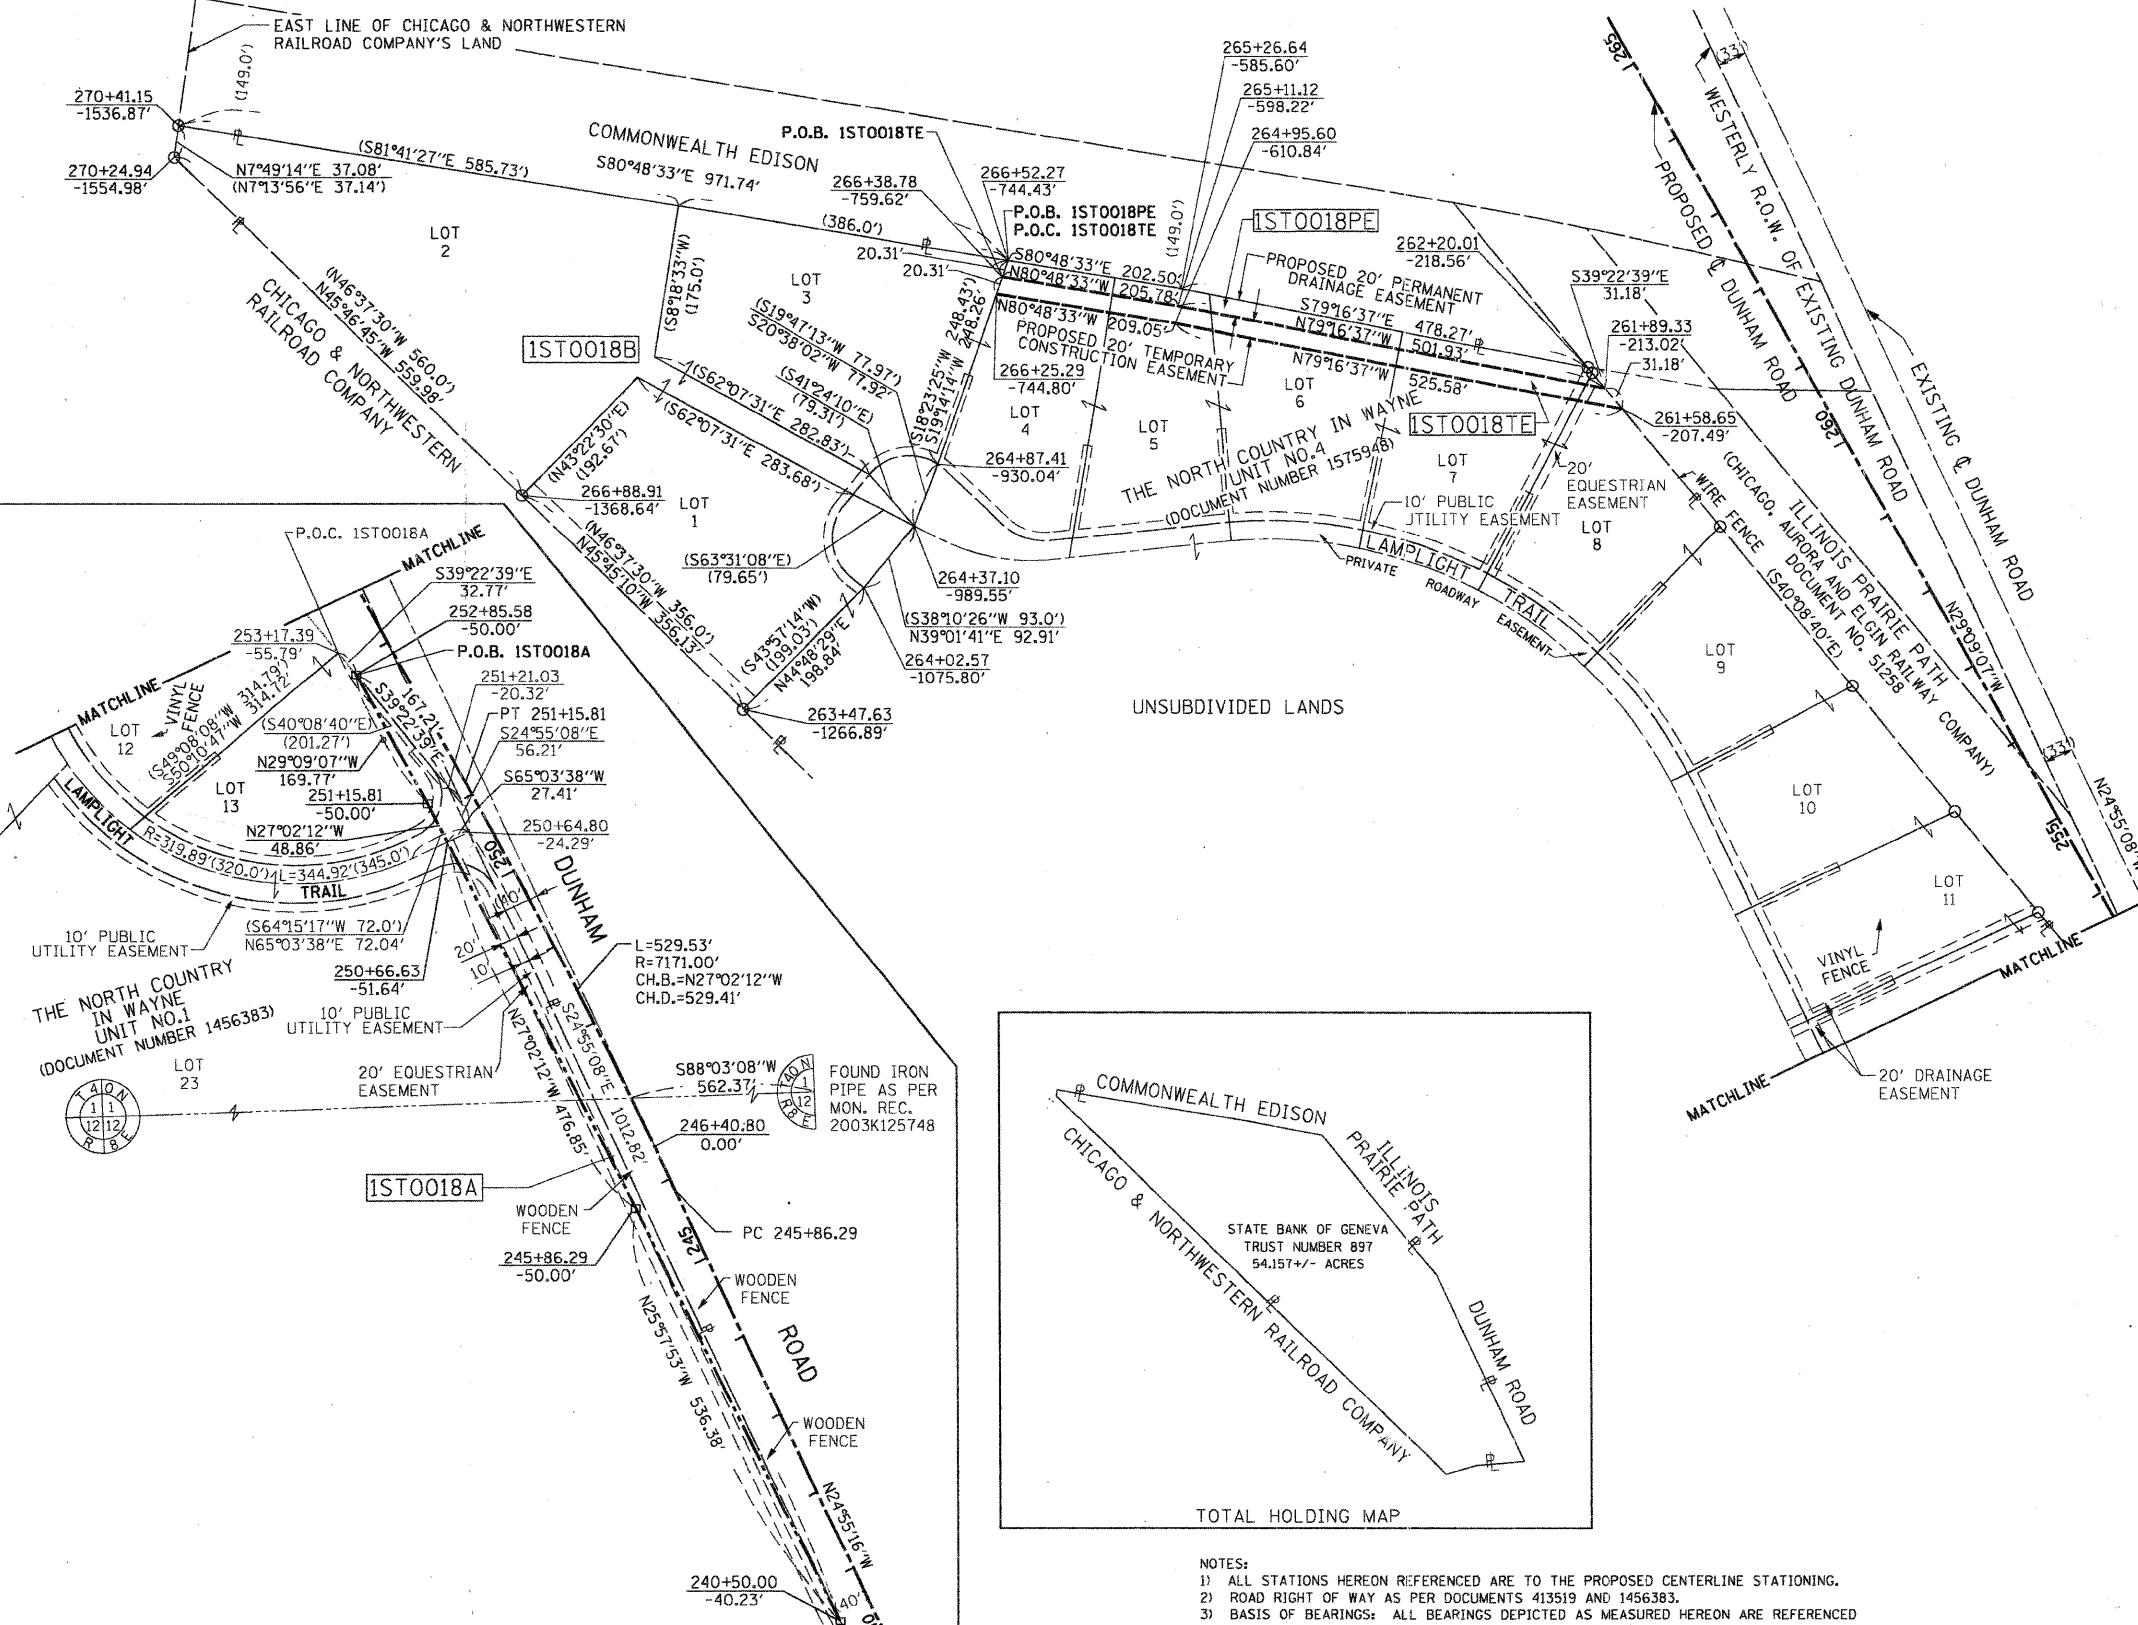 EAST LINE OF CHICAGO & NORTHWESTERN
RAILROAD COMPANY'S LAND
(149.0')
270+41.15
-1536.87'
270+24.94
-1554.98'
N7°49'14"E 37.08'
(N7°13'56"E 37.14')
(S81°41'27"E 585.73')
COMMONWEALTH EDISON
S80°48'33"E 971.74'
P.O.B. 1ST0018TE
266+38.78
-759.62'
266+52.27
-744.43'
P.O.B. 1ST0018PE
P.O.C. 1ST0018TE
265+26.64
-585.60'
265+11.12
-598.22'
264+95.60
-610.84'
(149.0')
1ST0018PE
262+20.01
-218.56'
S39°22'39"E
31.18'
261+89.33
-213.02'
31.18'
261+58.65
-207.49'
(386.0')
20.31'
20.31'
S80°48'33"E 202.50'
N80°48'33"W 205.78'
N80°48'33"W 209.05'
PROPOSED 20' PERMANENT
DRAINAGE EASEMENT
S79°16'37"E 478.27'
N79°16'37"W 501.93'
N79°16'37"W 525.58'
PROPOSED 20' TEMPORARY
CONSTRUCTION EASEMENT
266+25.29
-744.80'
1ST0018TE
LOT
2
LOT
3
(S8°18'33"W)
(175.0')
1ST0018B
(S19°47'13"W 77.97')
S20°38'02"W 77.92'
(S41°24'10"E)
(79.31')
(S62°07'31"E 282.83')
(S62°07'31"E 283.68')
(S18°23'25"W 248.43')
S19°14'14"W 248.26'
LOT
4
LOT
5
LOT
6
LOT
7
LOT
8
THE NORTH COUNTRY IN WAYNE
UNIT NO.4
(DOCUMENT NUMBER 1575948)
20'
EQUESTRIAN
EASEMENT
10' PUBLIC
UTILITY EASEMENT
(N46°37'30"W 560.0')
N45°46'45"W 559.98'
CHICAGO & NORTHWESTERN
RAILROAD COMPANY
(N43°22'30"E)
(192.67')
266+88.91
-1368.64'
LOT
1
(N46°37'30"W 356.0')
N45°45'10"W 356.13'
(S63°31'08"E)
(79.65')
264+87.41
-930.04'
264+37.10
-989.55'
(S38°10'26"W 93.0')
N39°01'41"E 92.91'
264+02.57
-1075.80'
(S43°57'14"W)
(199.03')
N44°48'29"E
198.84'
263+47.63
-1266.89'
LAMPLIGHT
TRAIL
PRIVATE
ROADWAY
EASEMENT
UNSUBDIVIDED LANDS
LOT
9
LOT
10
LOT
11
VINYL
FENCE
20' DRAINAGE
EASEMENT
MATCHLINE
MATCHLINE
WIRE FENCE
(S40°08'40"E)
ILLINOIS PRAIRIE PATH
(CHICAGO, AURORA AND ELGIN RAILWAY COMPANY)
DOCUMENT NO. 51258
265
260
255
(33')
(33')
WESTERLY R.O.W. OF EXISTING DUNHAM ROAD
PROPOSED ℄ DUNHAM ROAD
EXISTING ℄ DUNHAM ROAD
N29°09'07"W
N24°55'08"W
P.O.C. 1ST0018A
MATCHLINE
MATCHLINE
S39°22'39"E
32.77'
252+85.58
-50.00'
P.O.B. 1ST0018A
253+17.39
-55.79'
VINYL
FENCE
LOT
12
LOT
13
(S49°08'08"W 314.79')
S50°10'47"W 314.72'
(S40°08'40"E)
(201.27')
N29°09'07"W
169.77'
251+15.81
-50.00'
N27°02'12"W
48.86'
167.21'
S39°22'39"E
251+21.03
-20.32'
PT 251+15.81
S24°55'08"E
56.21'
S65°03'38"W
27.41'
250+64.80
-24.29'
LAMPLIGHT
TRAIL
R=319.89'(320.0')
L=344.92'(345.0')
(S64°15'17"W 72.0')
N65°03'38"E 72.04'
250+66.63
-51.64'
10' PUBLIC
UTILITY EASEMENT
THE NORTH COUNTRY
IN WAYNE
UNIT NO.1
(DOCUMENT NUMBER 1456383)
LOT
23
10' PUBLIC
UTILITY EASEMENT
20' EQUESTRIAN
EASEMENT
250
(40')
20'
10'
DUNHAM
ROAD
L=529.53'
R=7171.00'
CH.B.=N27°02'12"W
CH.D.=529.41'
S24°55'08"E 1012.82'
N27°02'12"W 476.85'
S88°03'08"W
562.37'
T40N
1
12
R8E
FOUND IRON
PIPE AS PER
MON. REC.
2003K125748
T40N
1 1
12 12
R8E
246+40.80
0.00'
1ST0018A
WOODEN
FENCE
245+86.29
-50.00'
245
PC 245+86.29
WOODEN
FENCE
N25°57'53"W 536.38'
WOODEN
FENCE
N24°55'16"W
240+50.00
-40.23'
40'
COMMONWEALTH EDISON
ILLINOIS
PRAIRIE PATH
CHICAGO & NORTHWESTERN RAILROAD COMPANY
STATE BANK OF GENEVA
TRUST NUMBER 897
54.157+/- ACRES
DUNHAM ROAD
TOTAL HOLDING MAP
NOTES:
1) ALL STATIONS HEREON REFERENCED ARE TO THE PROPOSED CENTERLINE STATIONING.
2) ROAD RIGHT OF WAY AS PER DOCUMENTS 413519 AND 1456383.
3) BASIS OF BEARINGS: ALL BEARINGS DEPICTED AS MEASURED HEREON ARE REFERENCED